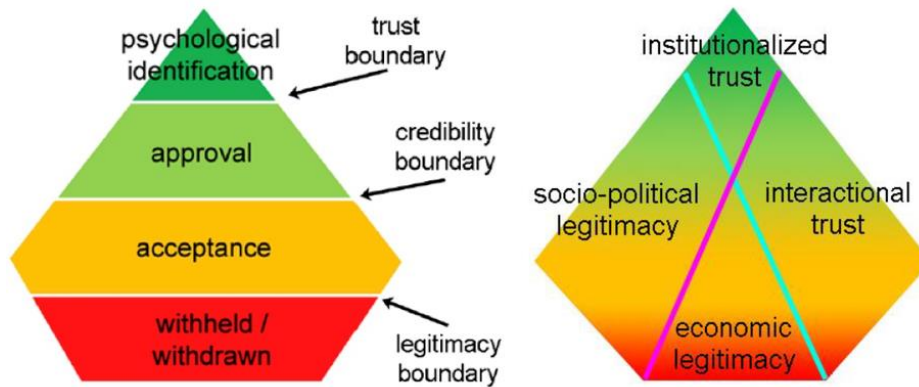 psychological
identification
trust
boundary
approval
credibility
boundary
acceptance
withheld /
withdrawn
legitimacy
boundary
institutionalized
trust
socio-political
legitimacy
interactional
trust
economic
legitimacy